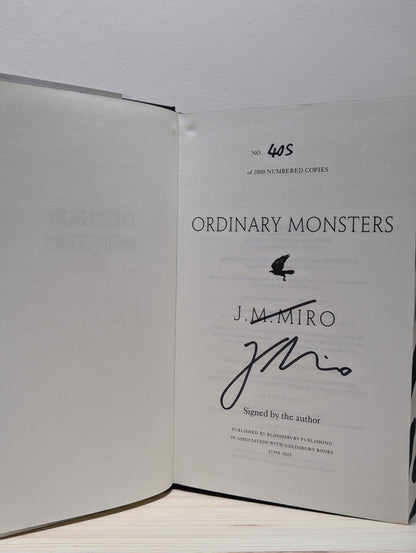 NO. 405
of 2000 NUMBERED COPIES
ORDINARY MONSTERS
J.M.MIRO
J Miro
Signed by the author
PUBLISHED BY BLOOMSBURY PUBLISHING
IN ASSOCIATION WITH GOLDSBORO BOOKS
JUNE 2022